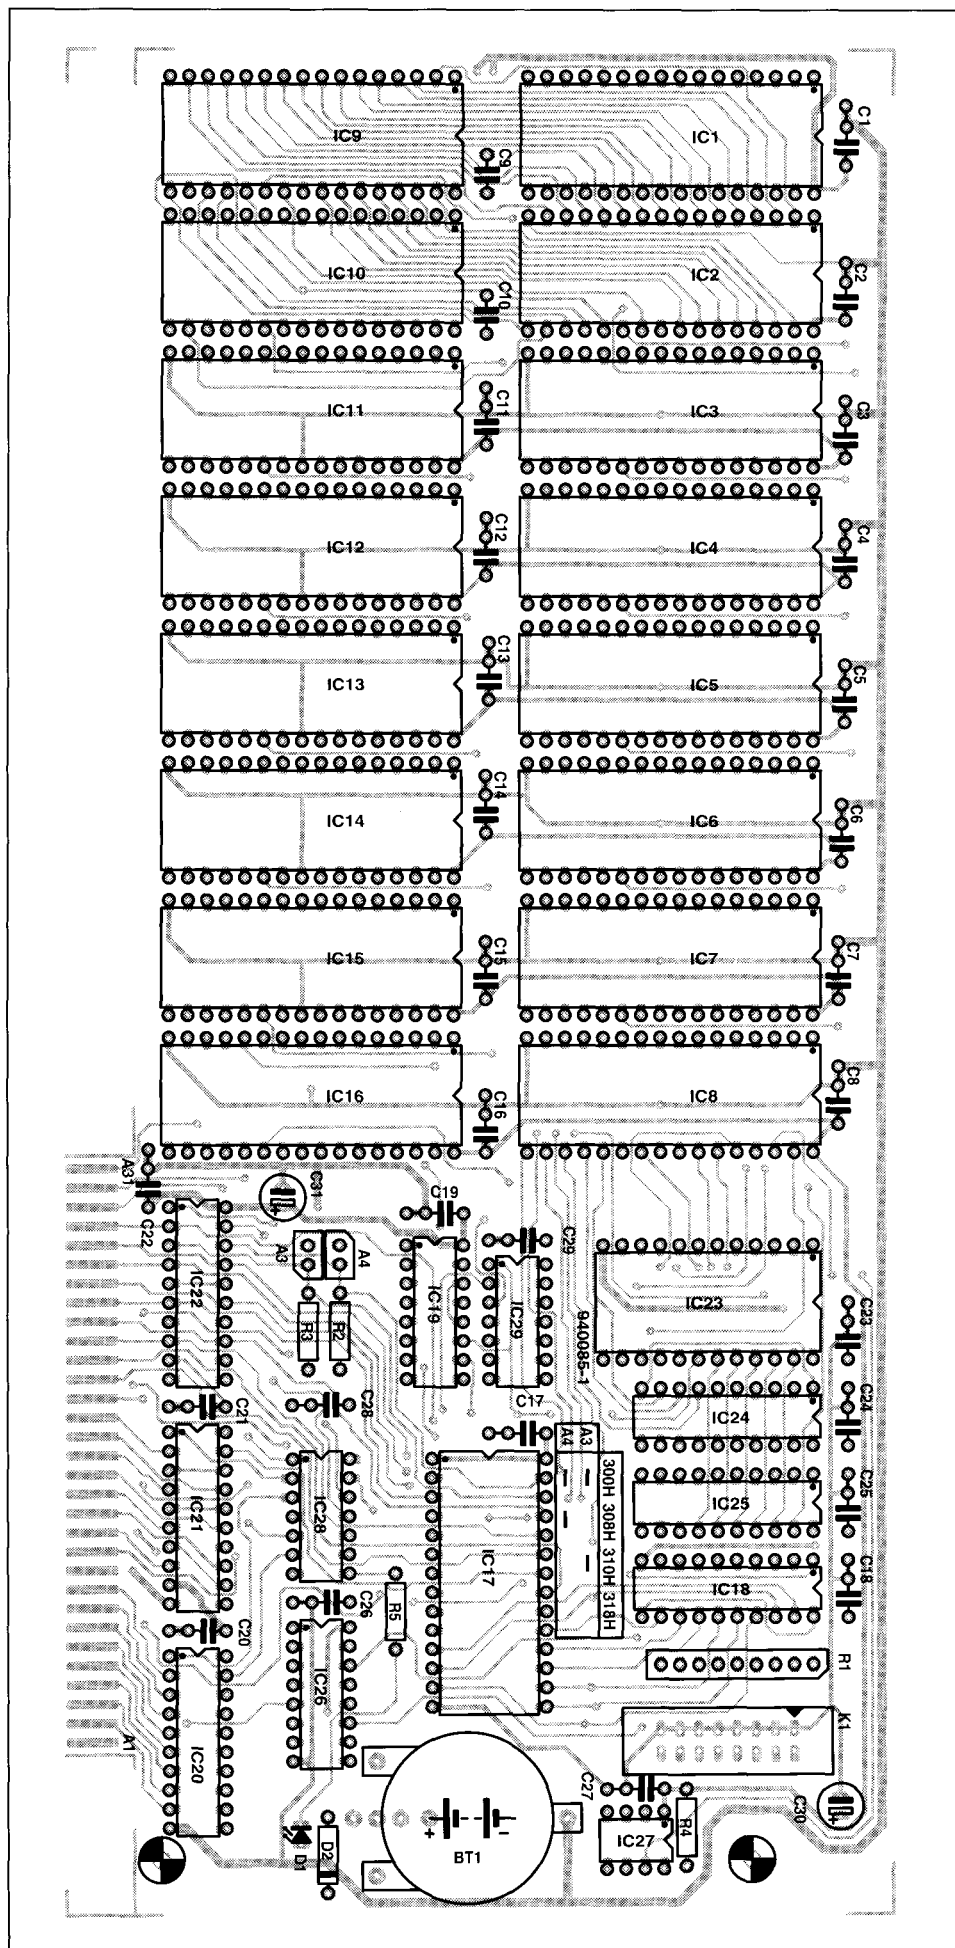 IC9
IC1
C1
C9
IC10
IC2
C2
C10
IC11
IC3
C3
C11
IC12
IC4
C4
C12
IC13
IC5
C5
C13
IC14
IC6
C6
C14
IC15
IC7
C7
C15
IC16
IC8
C8
C16
A31
C22
C31
+
C19
C29
A3
A4
IC22
R3
R2
IC19
IC29
940085-1
IC23
C23
C21
C28
C17
IC24
C24
A3
A4
300H 308H 310H 318H
IC25
C25
IC21
IC28
IC17
IC18
C18
C20
C26
R5
R1
IC26
K1
A1
IC20
C27
C30
+
R4
IC27
D1
D2
+ - -
BT1